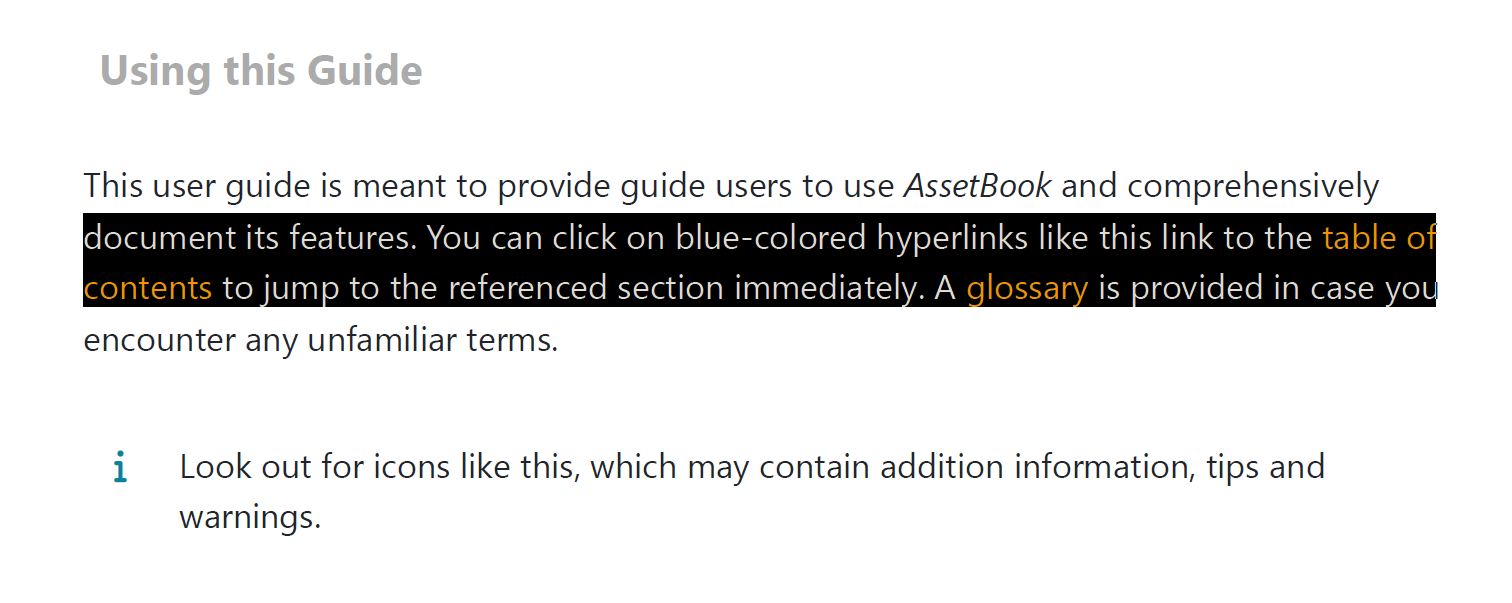 Using this Guide
This user guide is meant to provide guide users to use AssetBook and comprehensively
document its features. You can click on blue-colored hyperlinks like this link to the table of
contents to jump to the referenced section immediately. A glossary is provided in case you
encounter any unfamiliar terms.
i Look out for icons like this, which may contain addition information, tips and
warnings.